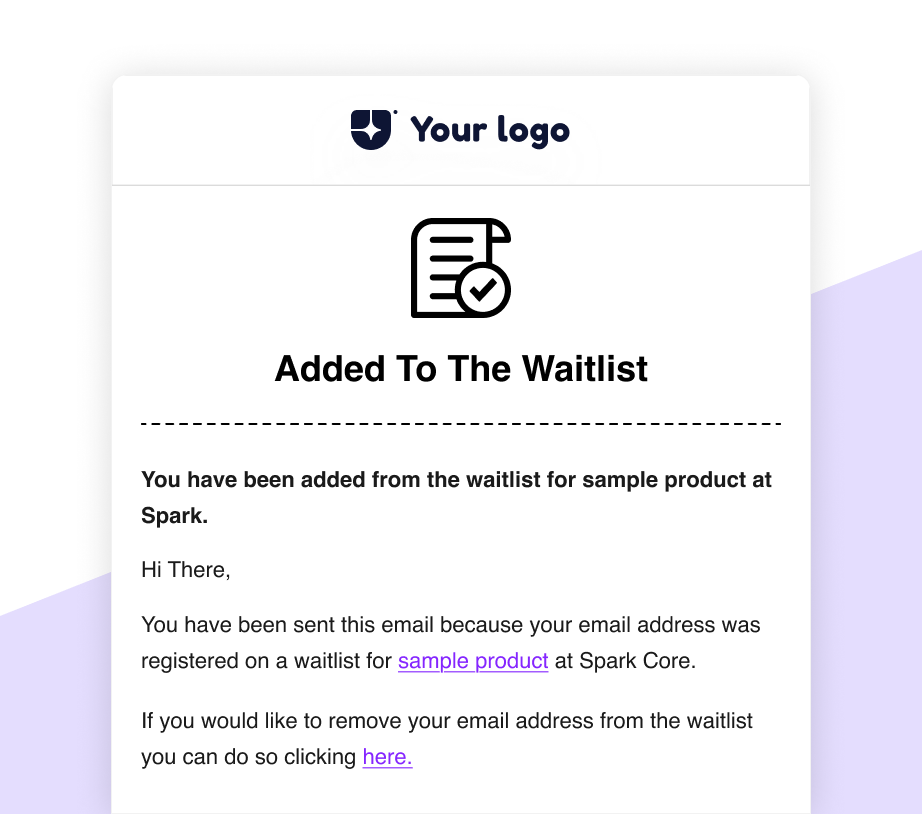 Your logo
Added To The Waitlist
You have been added from the waitlist for sample product at
Spark.
Hi There,
You have been sent this email because your email address was
registered on a waitlist for sample product at Spark Core.
If you would like to remove your email address from the waitlist
you can do so clicking here.